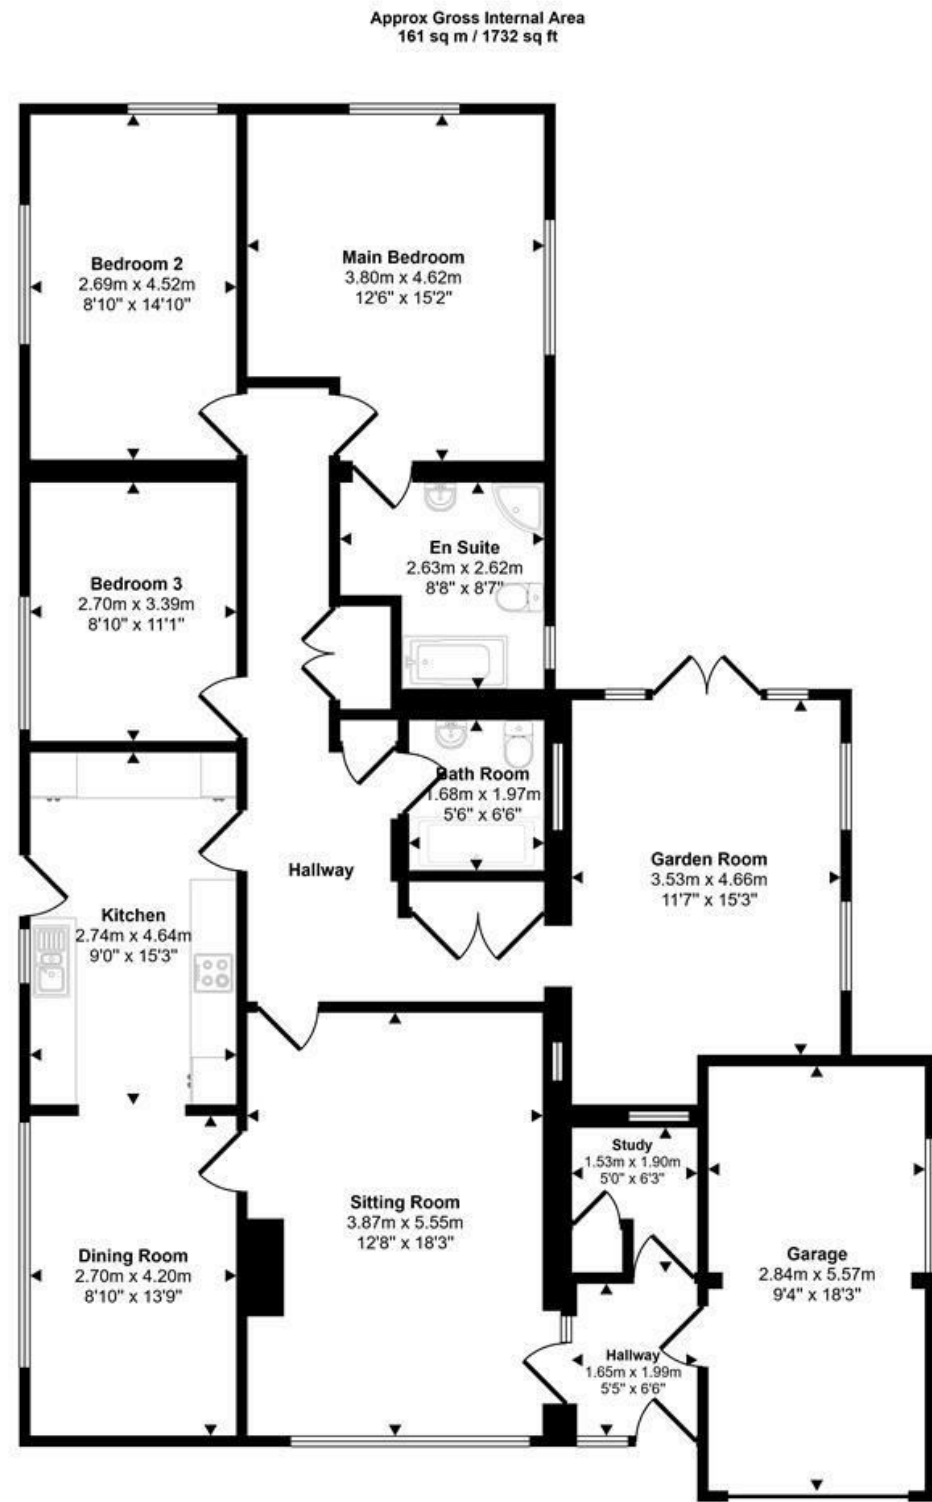 Approx Gross Internal Area
161 sq m / 1732 sq ft
Bedroom 2
2.69m x 4.52m
8'10" x 14'10"
Main Bedroom
3.80m x 4.62m
12'6" x 15'2"
Bedroom 3
2.70m x 3.39m
8'10" x 11'1"
En Suite
2.63m x 2.62m
8'8" x 8'7"
Bath Room
1.68m x 1.97m
5'6" x 6'6"
Hallway
Garden Room
3.53m x 4.66m
11'7" x 15'3"
Kitchen
2.74m x 4.64m
9'0" x 15'3"
Study
1.53m x 1.90m
5'0" x 6'3"
Sitting Room
3.87m x 5.55m
12'8" x 18'3"
Dining Room
2.70m x 4.20m
8'10" x 13'9"
Garage
2.84m x 5.57m
9'4" x 18'3"
Hallway
1.65m x 1.99m
5'5" x 6'6"